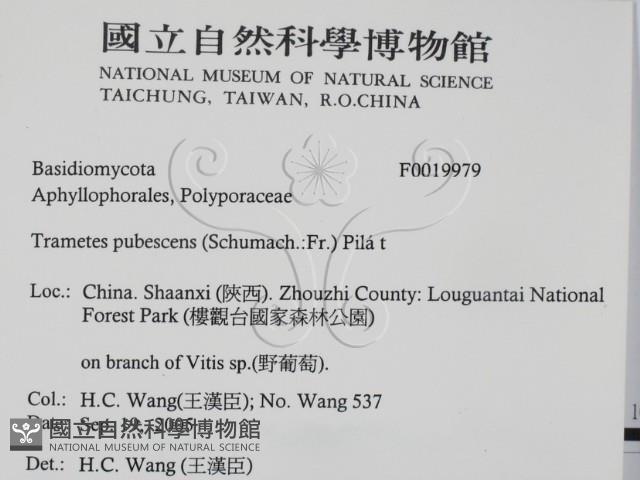 國立自然科學博物館
NATIONAL MUSEUM OF NATURAL SCIENCE
TAICHUNG, TAIWAN, R.O.CHINA
Basidiomycota F0019979
Aphyllophorales, Polyporaceae
Trametes pubescens (Schumach.:Fr.) Pilá t
Loc.: China. Shaanxi (陝西). Zhouzhi County: Louguantai National
Forest Park (樓觀台國家森林公園)
on branch of Vitis sp.(野葡萄).
Col.: H.C. Wang(王漢臣); No. Wang 537
Date: Sep. 19, 2006
國立自然科學博物館
NATIONAL MUSEUM OF NATURAL SCIENCE
Det.: H.C. Wang (王漢臣)